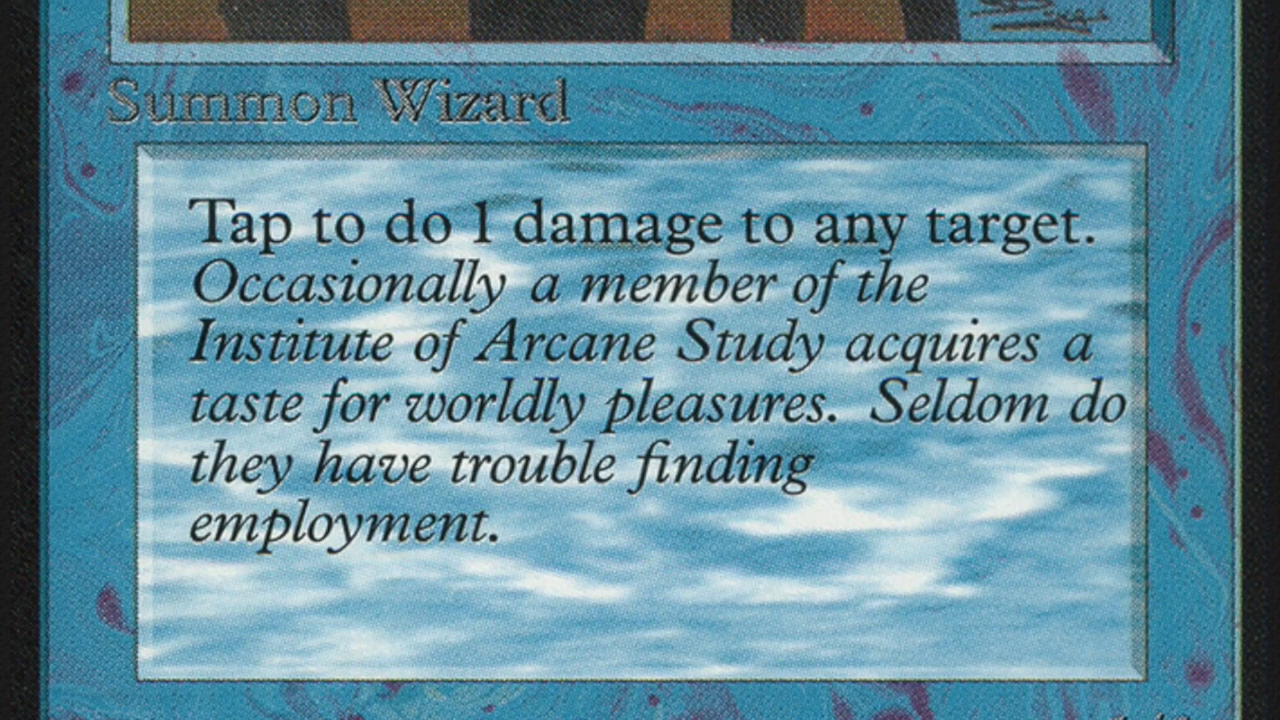 Summon Wizard
Tap to do 1 damage to any target.
Occasionally a member of the
Institute of Arcane Study acquires a
taste for worldly pleasures. Seldom do
they have trouble finding
employment.